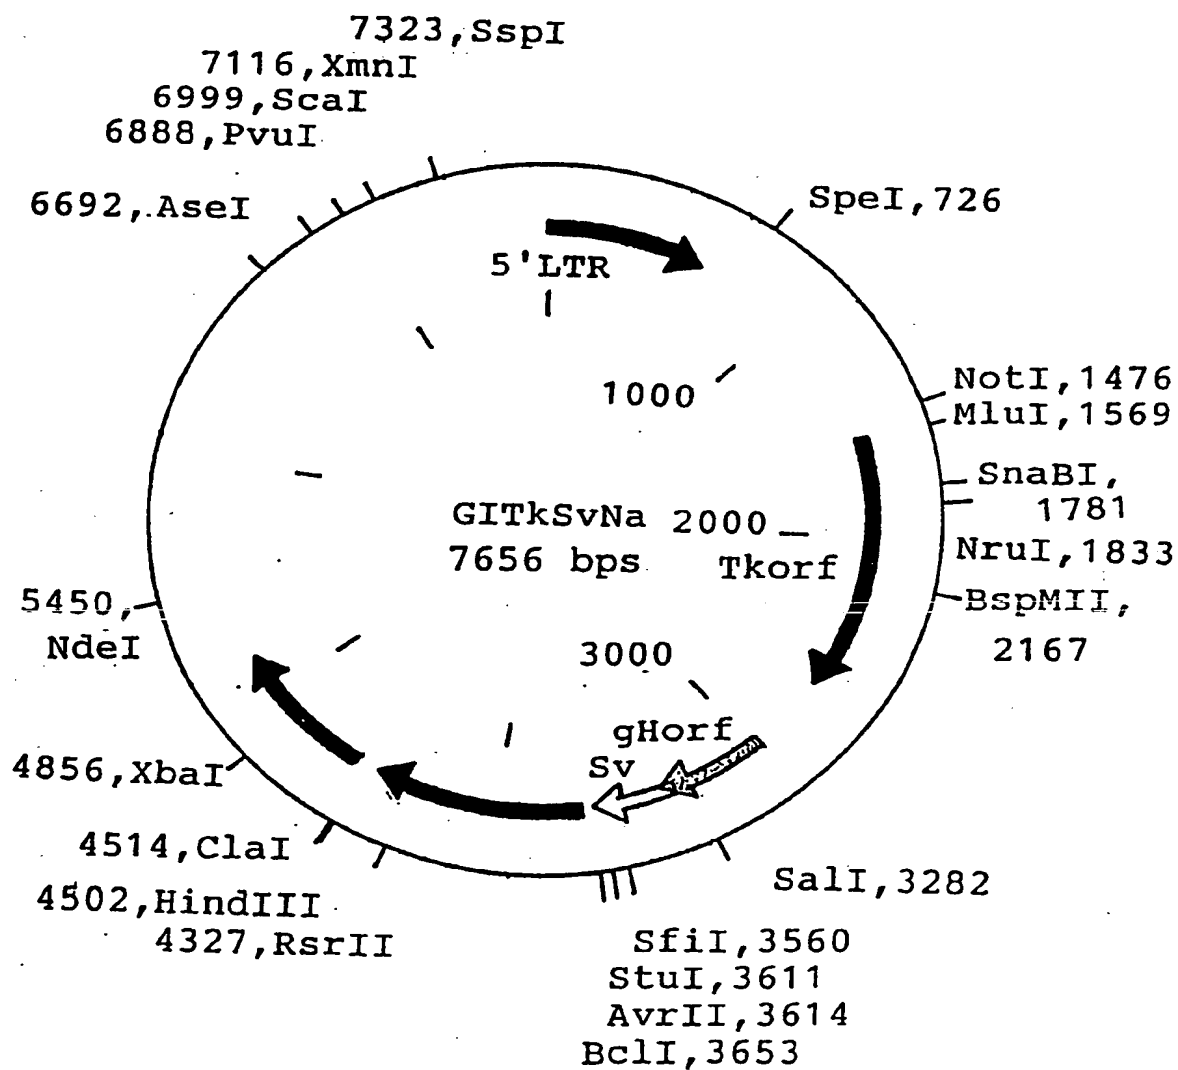 7323,SspI
7116,XmnI
6999,ScaI
6888,PvuI
6692,AseI
SpeI,726
5'LTR
1000
NotI,1476
MluI,1569
SnaBI,
1781
GITkSvNa
2000
7656 bps
Tkorf
NruI,1833
BspMII,
2167
5450,
NdeI
3000
gHorf
Sv
4856,XbaI
4514,ClaI
4502,HindIII
4327,RsrII
SalI,3282
SfiI,3560
StuI,3611
AvrII,3614
BclI,3653